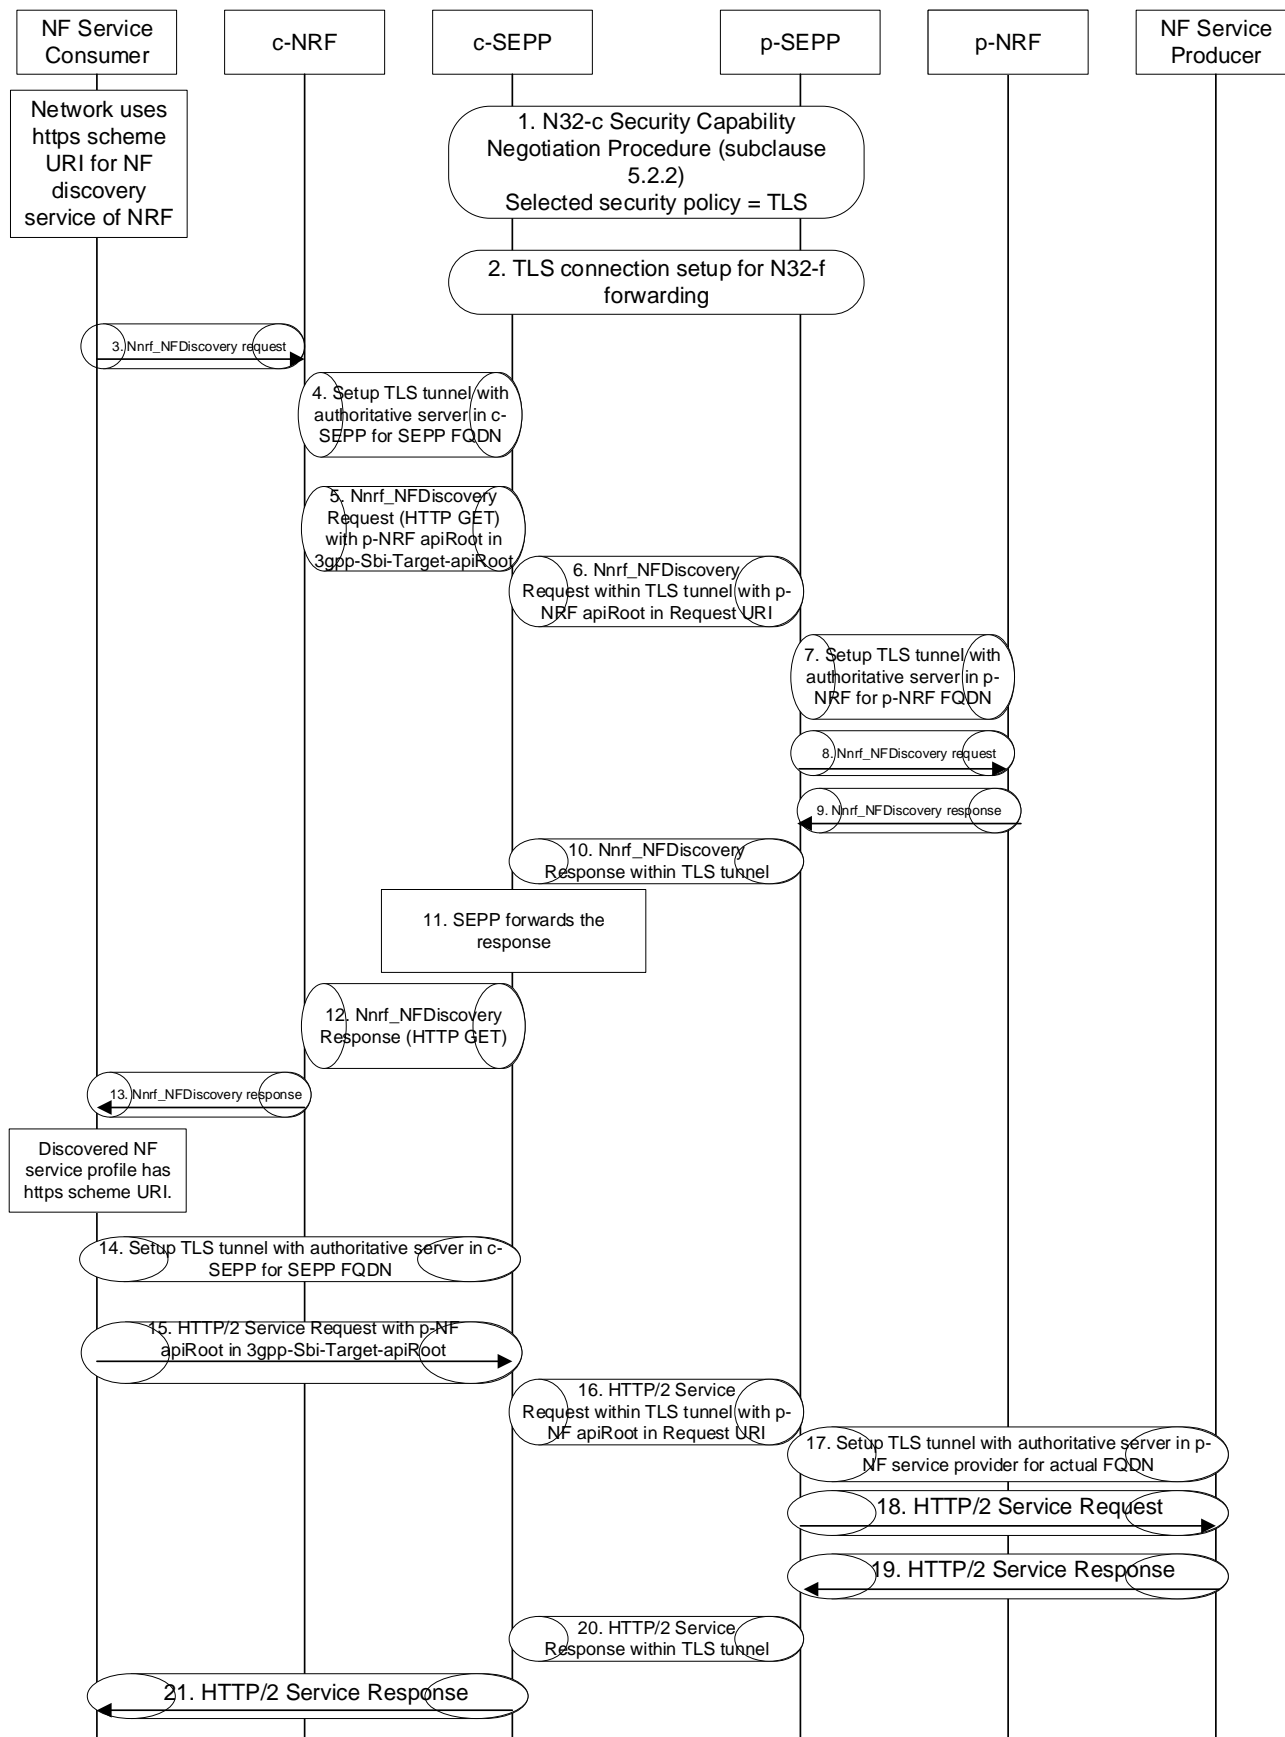 NF Service
Consumer
c-NRF
c-SEPP
p-SEPP
p-NRF
NF Service
Producer
Network uses
https scheme
URI for NF
discovery
service of NRF
1. N32-c Security Capability
Negotiation Procedure (subclause
5.2.2)
Selected security policy = TLS
2. TLS connection setup for N32-f
forwarding
3. Nnrf_NFDiscovery request
4. Setup TLS tunnel with
authoritative server in c-
SEPP for SEPP FQDN
5. Nnrf_NFDiscovery
Request (HTTP GET)
with p-NRF apiRoot in
3gpp-Sbi-Target-apiRoot
6. Nnrf_NFDiscovery
Request within TLS tunnel with p-
NRF apiRoot in Request URI
7. Setup TLS tunnel with
authoritative server in p-
NRF for p-NRF FQDN
8. Nnrf_NFDiscovery request
9. Nnrf_NFDiscovery response
10. Nnrf_NFDiscovery
Response within TLS tunnel
11. SEPP forwards the
response
12. Nnrf_NFDiscovery
Response (HTTP GET)
13. Nnrf_NFDiscovery response
Discovered NF
service profile has
https scheme URI.
14. Setup TLS tunnel with authoritative server in c-
SEPP for SEPP FQDN
15. HTTP/2 Service Request with p-NF
apiRoot in 3gpp-Sbi-Target-apiRoot
16. HTTP/2 Service
Request within TLS tunnel with p-
NF apiRoot in Request URI
17. Setup TLS tunnel with authoritative server in p-
NF service provider for actual FQDN
18. HTTP/2 Service Request
19. HTTP/2 Service Response
20. HTTP/2 Service
Response within TLS tunnel
21. HTTP/2 Service Response